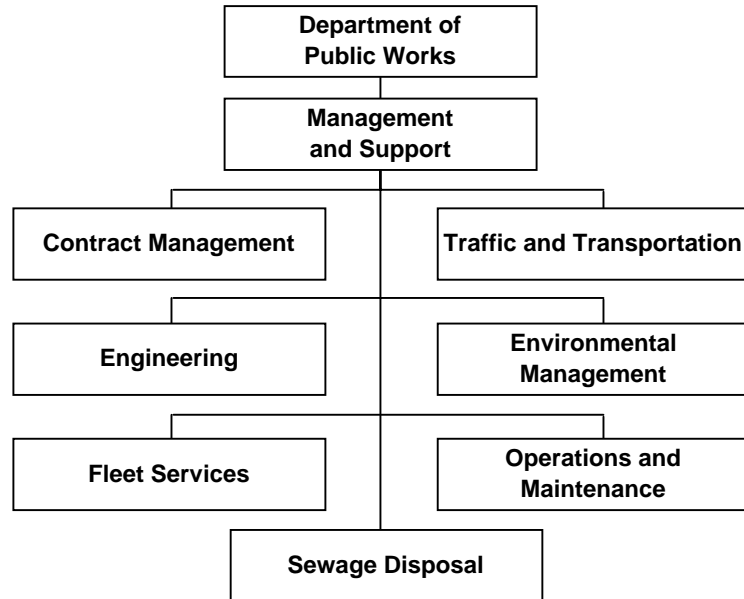 Department of
Public Works
Management
and Support
Contract Management
Traffic and Transportation
Engineering
Environmental
Management
Fleet Services
Operations and
Maintenance
Sewage Disposal